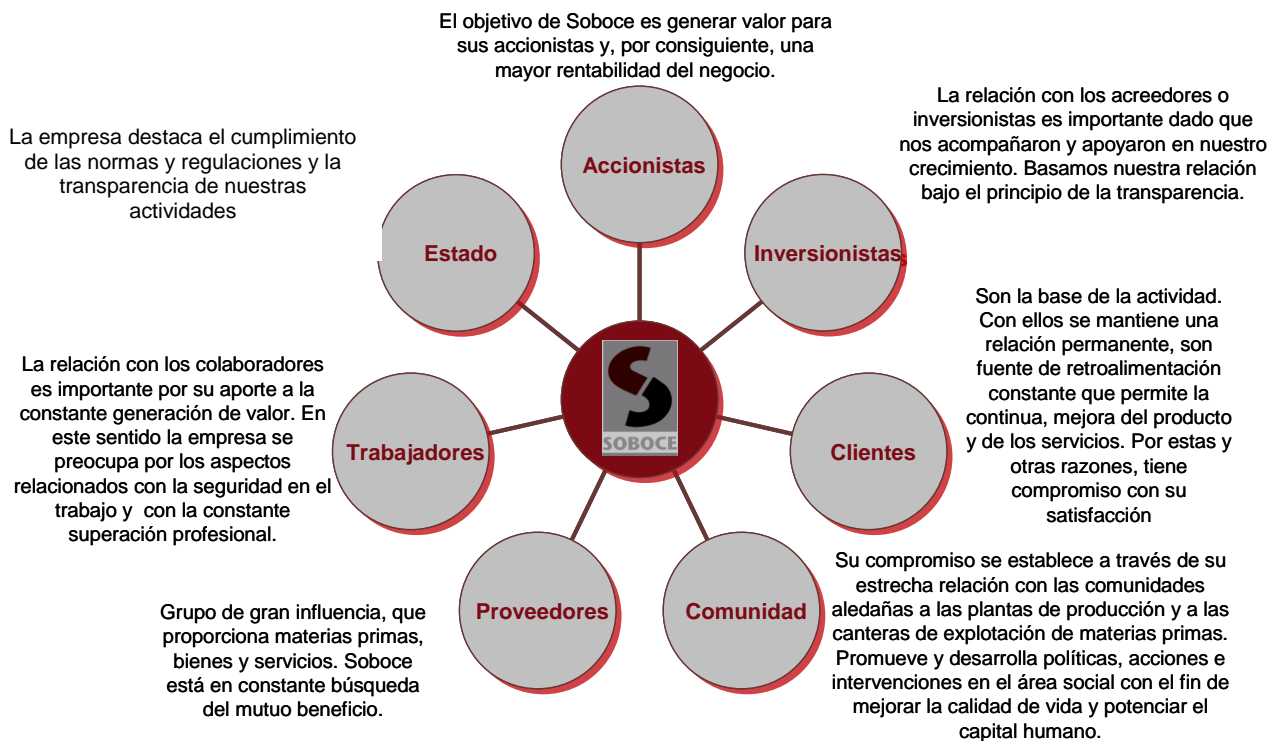 El objetivo de Soboce es generar valor para
sus accionistas y, por consiguiente, una
mayor rentabilidad del negocio.
Accionistas
La relación con los acreedores o
inversionistas es importante dado que
nos acompañaron y apoyaron en nuestro
crecimiento. Basamos nuestra relación
bajo el principio de la transparencia.
Inversionistas
Son la base de la actividad.
Con ellos se mantiene una
relación permanente, son
fuente de retroalimentación
constante que permite la
continua, mejora del producto
y de los servicios. Por estas y
otras razones, tiene
compromiso con su
satisfacción
Clientes
Su compromiso se establece a través de su
estrecha relación con las comunidades
aledañas a las plantas de producción y a las
canteras de explotación de materias primas.
Promueve y desarrolla políticas, acciones e
intervenciones en el área social con el fin de
mejorar la calidad de vida y potenciar el
capital humano.
Comunidad
Grupo de gran influencia, que
proporciona materias primas,
bienes y servicios. Soboce
está en constante búsqueda
del mutuo beneficio.
Proveedores
La relación con los colaboradores
es importante por su aporte a la
constante generación de valor. En
este sentido la empresa se
preocupa por los aspectos
relacionados con la seguridad en el
trabajo y  con la constante
superación profesional.
Trabajadores
La empresa destaca el cumplimiento
de las normas y regulaciones y la
transparencia de nuestras
actividades
Estado
SOBOCE